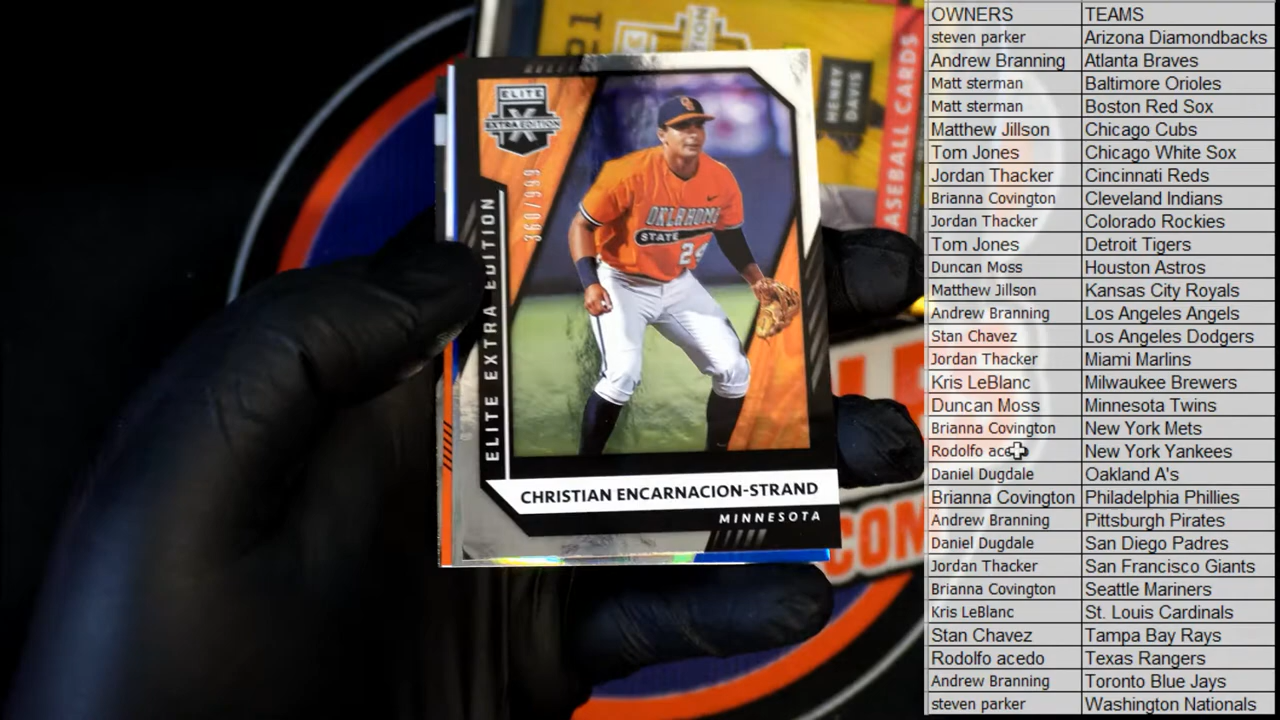 21
HENRY
DAVIS
ASEBALL CARDS
ELITE
X
EXTRA EDITION
360/999
ELITE EXTRA EDITION
OKLAHOMA
STATE
24
CHRISTIAN ENCARNACION-STRAND
MINNESOTA
COM
OWNERS TEAMS
steven parker Arizona Diamondbacks
Andrew Branning Atlanta Braves
Matt sterman Baltimore Orioles
Matt sterman Boston Red Sox
Matthew Jillson Chicago Cubs
Tom Jones Chicago White Sox
Jordan Thacker Cincinnati Reds
Brianna Covington Cleveland Indians
Jordan Thacker Colorado Rockies
Tom Jones Detroit Tigers
Duncan Moss Houston Astros
Matthew Jillson Kansas City Royals
Andrew Branning Los Angeles Angels
Stan Chavez Los Angeles Dodgers
Jordan Thacker Miami Marlins
Kris LeBlanc Milwaukee Brewers
Duncan Moss Minnesota Twins
Brianna Covington New York Mets
Rodolfo ace New York Yankees
Daniel Dugdale Oakland A's
Brianna Covington Philadelphia Phillies
Andrew Branning Pittsburgh Pirates
Daniel Dugdale San Diego Padres
Jordan Thacker San Francisco Giants
Brianna Covington Seattle Mariners
Kris LeBlanc St. Louis Cardinals
Stan Chavez Tampa Bay Rays
Rodolfo acedo Texas Rangers
Andrew Branning Toronto Blue Jays
steven parker Washington Nationals